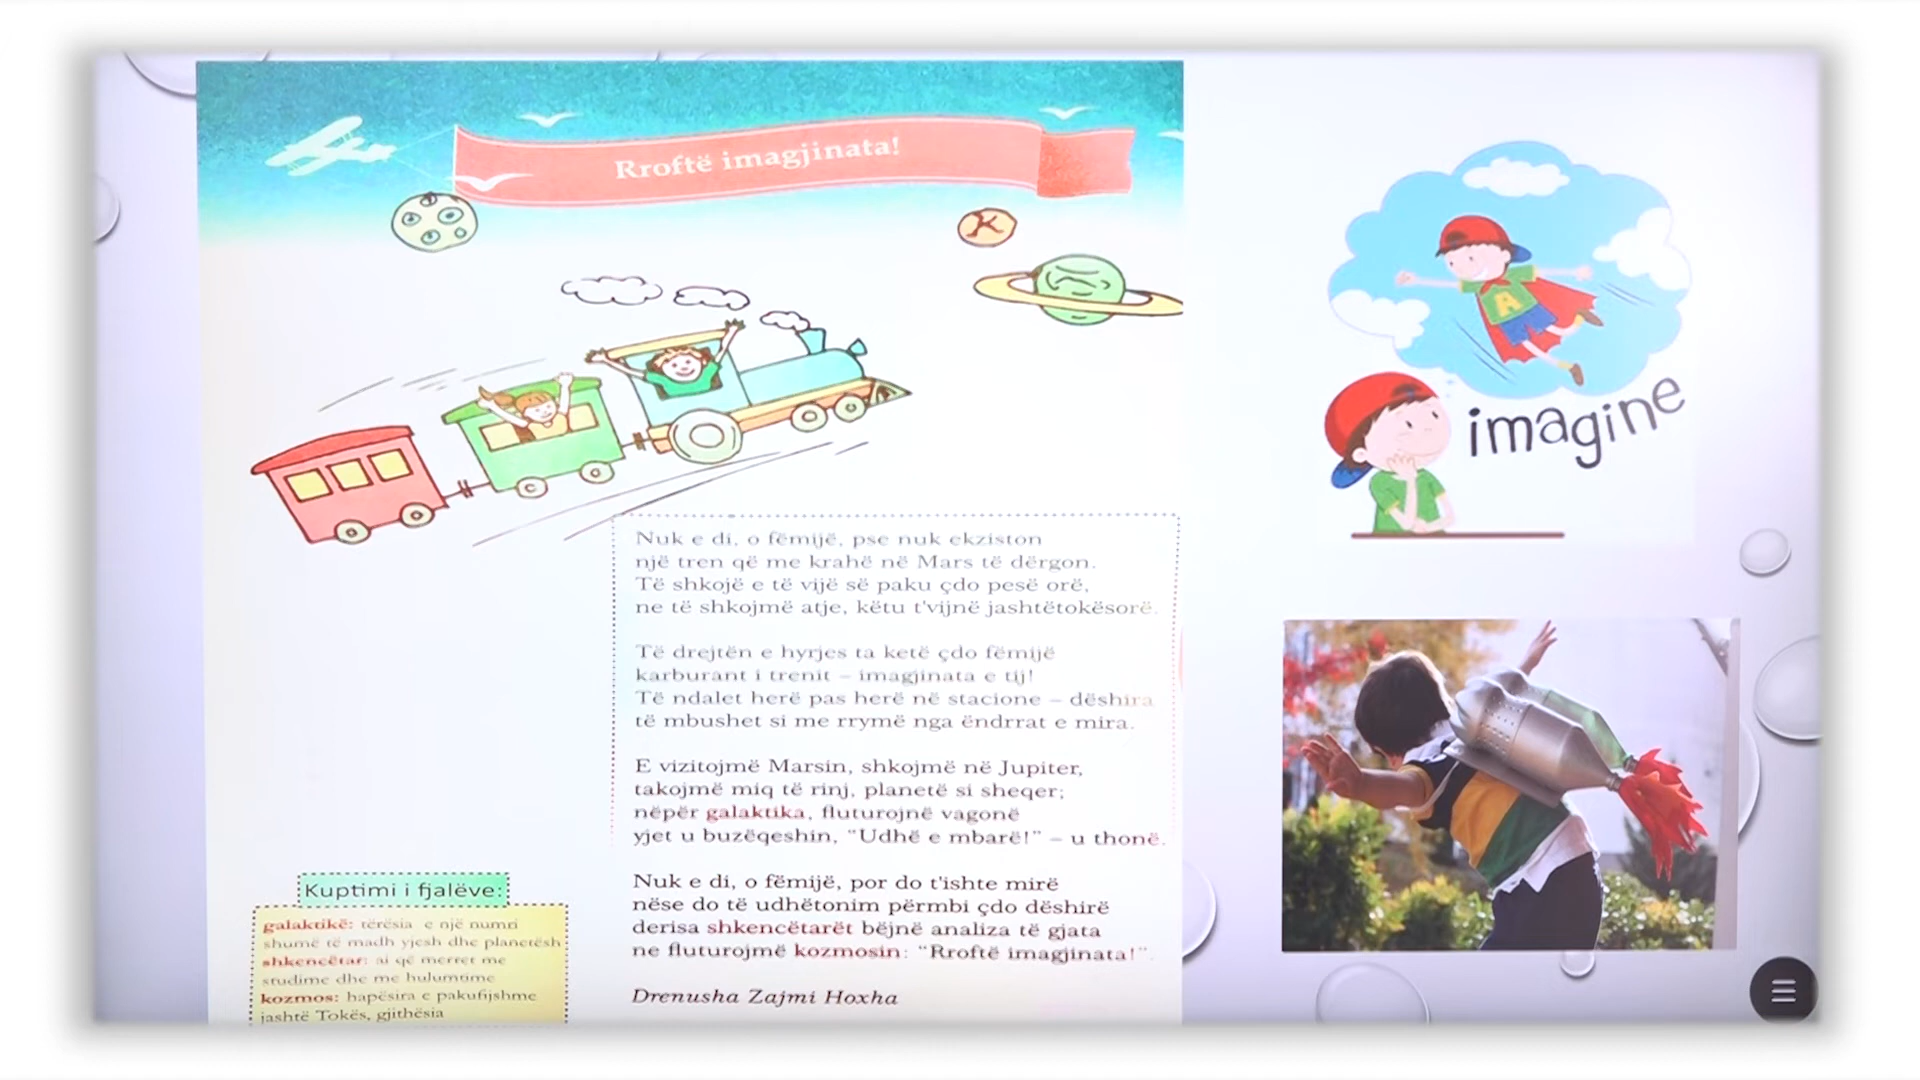 Rroftë imagjinata!
Nuk e di, o fëmijë, pse nuk ekziston
një tren që me krahë në Mars të dërgon.
Të shkojë e të vijë së paku çdo pesë orë,
ne të shkojmë atje, këtu t'vijnë jashtëtokësorë.
Të drejtën e hyrjes ta ketë çdo fëmijë
karburant i trenit – imagjinata e tij!
Të ndalet herë pas herë në stacione – dëshira
të mbushet si me rrymë nga ëndrrat e mira.
E vizitojmë Marsin, shkojmë në Jupiter,
takojmë miq të rinj, planetë si sheqer;
nëpër galaktika, fluturojnë vagonë
yjet u buzëqeshin, "Udhë e mbarë!" – u thonë.
Nuk e di, o fëmijë, por do t'ishte mirë
nëse do të udhëtonim përmbi çdo dëshirë
derisa shkencëtarët bëjnë analiza të gjata
ne fluturojmë kozmosin: "Rroftë imagjinata!".
Drenusha Zajmi Hoxha
Kuptimi i fjalëve:
galaktikë: tërësia e një numri
shumë të madh yjesh dhe planetësh
shkencëtar: ai që merret me
studime dhe me hulumtime
kozmos: hapësira e pakufijshme
jashtë Tokës, gjithësia
A
imagine